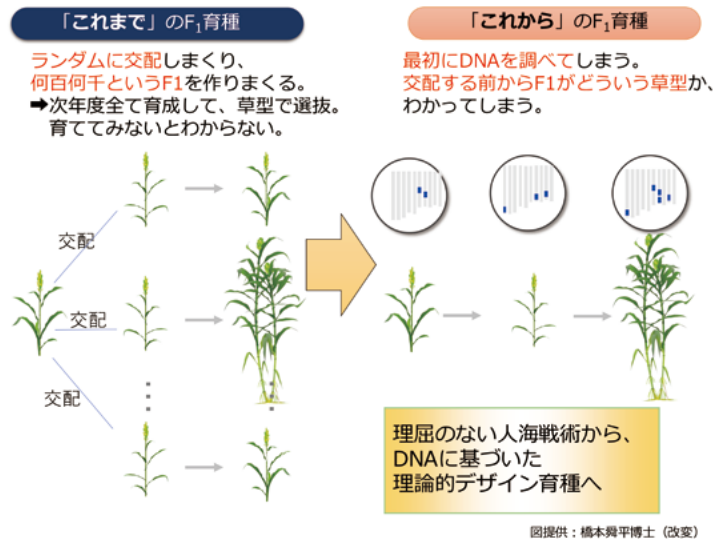 「これまで」のF₁育種
ランダムに交配しまくり、
何百何千というF1を作りまくる。
➡次年度全て育成して、草型で選抜。
育ててみないとわからない。
交配
交配
交配
「これから」のF₁育種
最初にDNAを調べてしまう。
交配する前からF1がどういう草型か、
わかってしまう。
理屈のない人海戦術から、
DNAに基づいた
理論的デザイン育種へ
図提供：橋本舜平博士（改変）